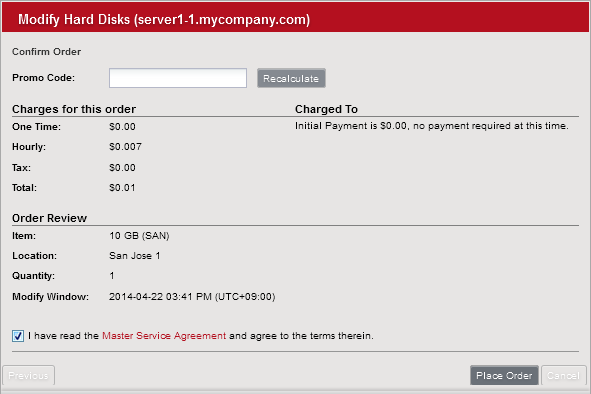 Modify Hard Disks (server1-1.mycompany.com)
Confirm Order
Promo Code: Recalculate
Charges for this order Charged To
One Time: $0.00 Initial Payment is $0.00, no payment required at this time.
Hourly: $0.007
Tax: $0.00
Total: $0.01
Order Review
Item: 10 GB (SAN)
Location: San Jose 1
Quantity: 1
Modify Window: 2014-04-22 03:41 PM (UTC+09:00)
I have read the Master Service Agreement and agree to the terms therein.
Previous Place Order Cancel